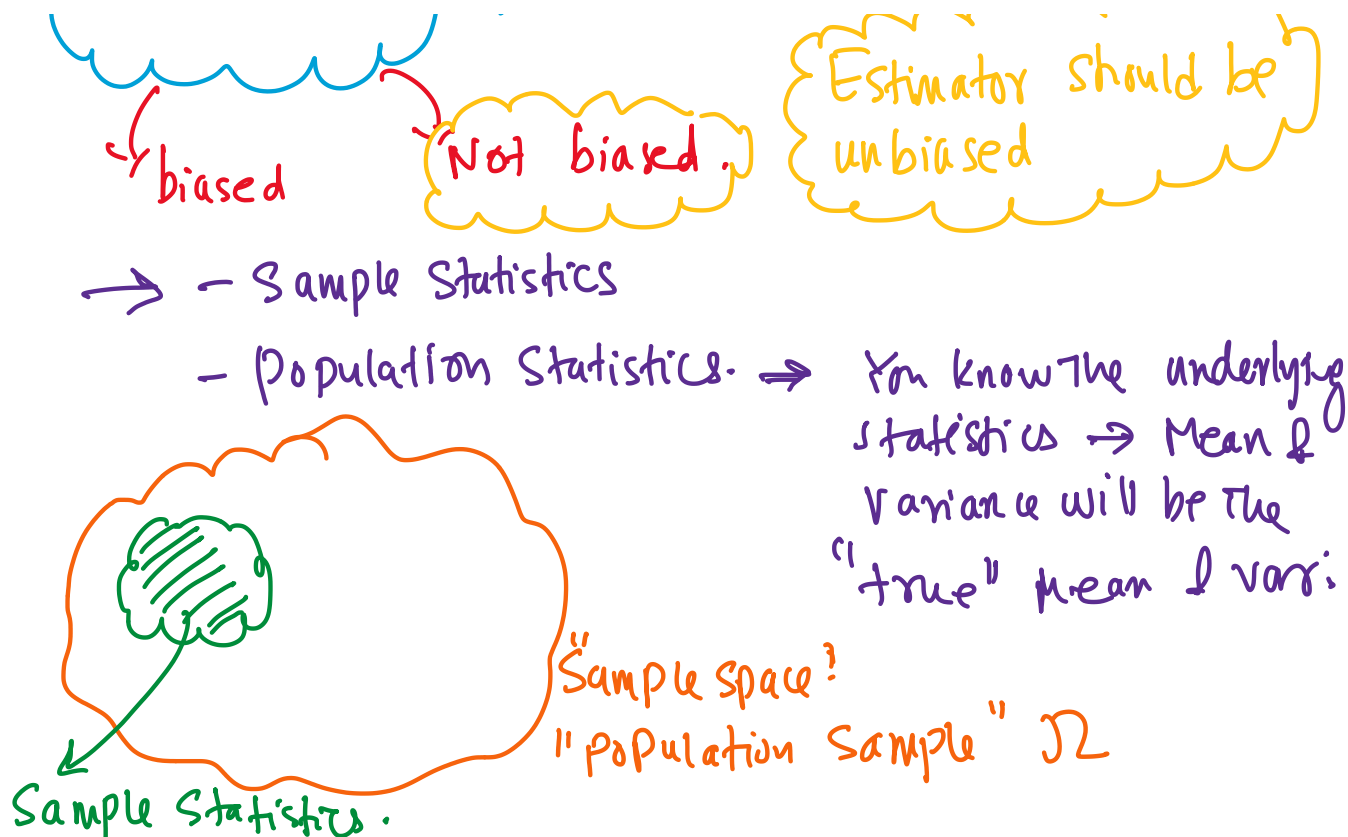 Estimator should be
unbiased
Not biased.
biased
→ - Sample Statistics
- Population Statistics. → You know the underlying
statistics → Mean &
variance will be the
"true" mean & var.
"Sample space"
"population sample" Ω
Sample Statistics.